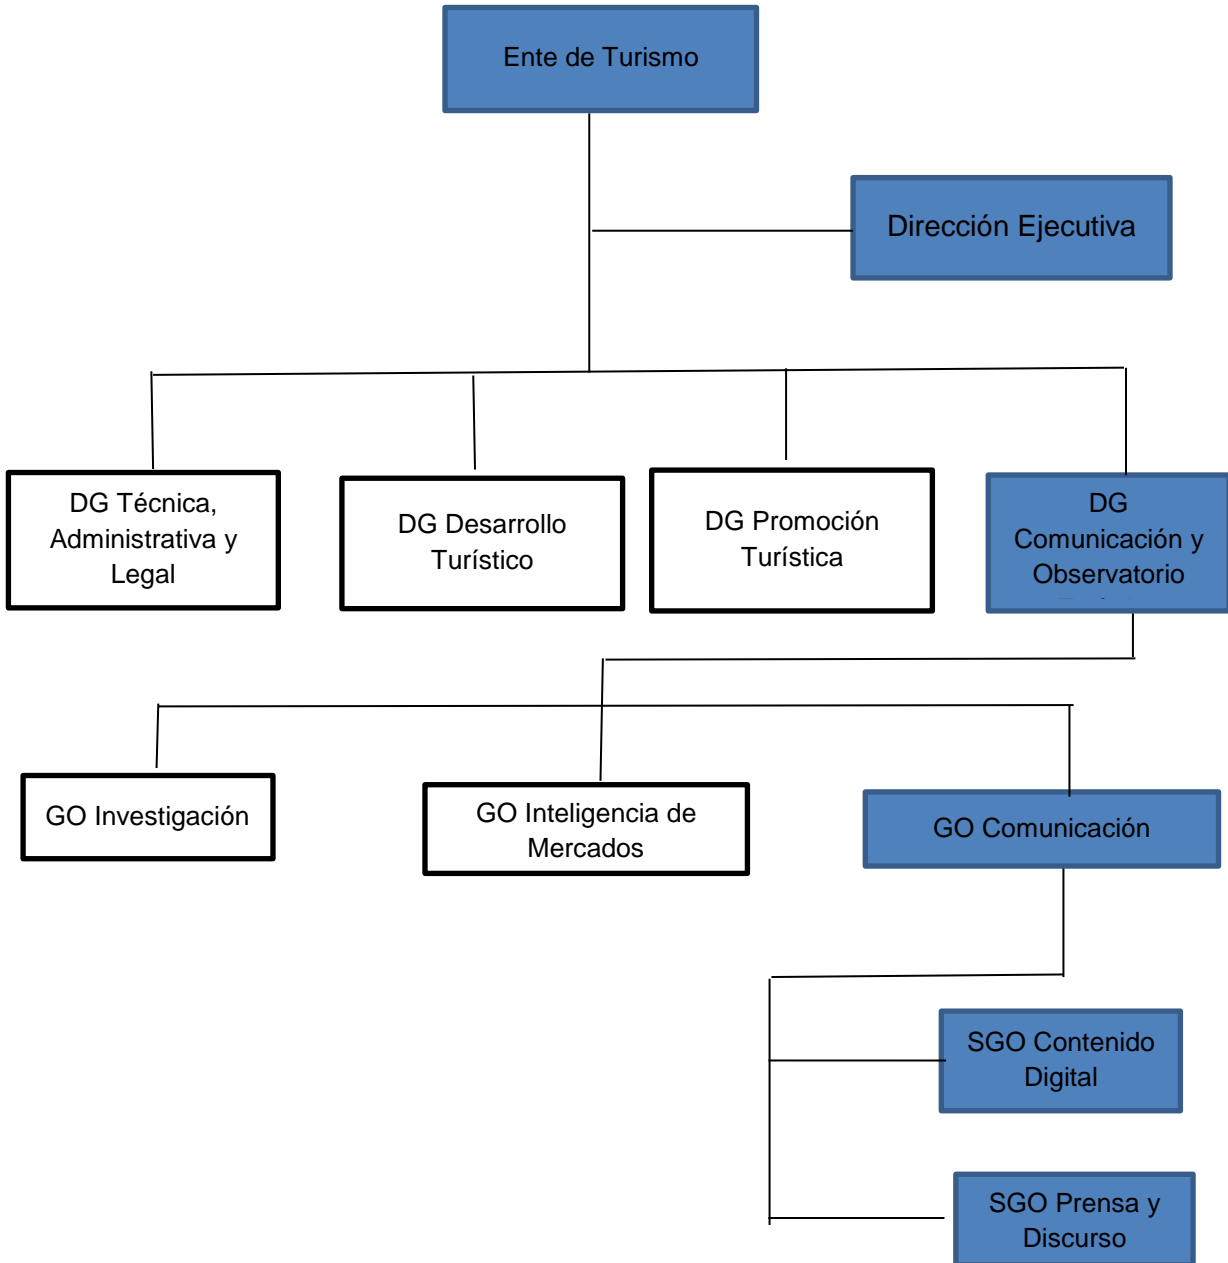 Ente de Turismo
Dirección Ejecutiva
DG Técnica,
Administrativa y
Legal
DG Desarrollo
Turístico
DG Promoción
Turística
DG
Comunicación y
Observatorio
GO Investigación
GO Inteligencia de
Mercados
GO Comunicación
SGO Contenido
Digital
SGO Prensa y
Discurso